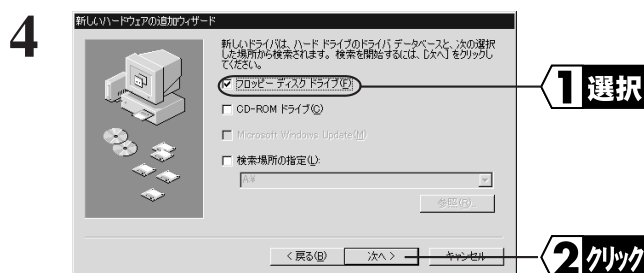 4
新しいハードウェアの追加ウィザード
新しいドライバは、ハード ドライブのドライバ データベースと、次の選択
した場所から検索されます。検索を開始するには、[次へ] をクリックし
てください。
フロッピー ディスク ドライブ(F)
1 選択
CD-ROM ドライブ(C)
Microsoft Windows Update(M)
検索場所の指定(L):
A:¥
参照(R)...
< 戻る(B)
次へ >
キャンセル
2 クリック